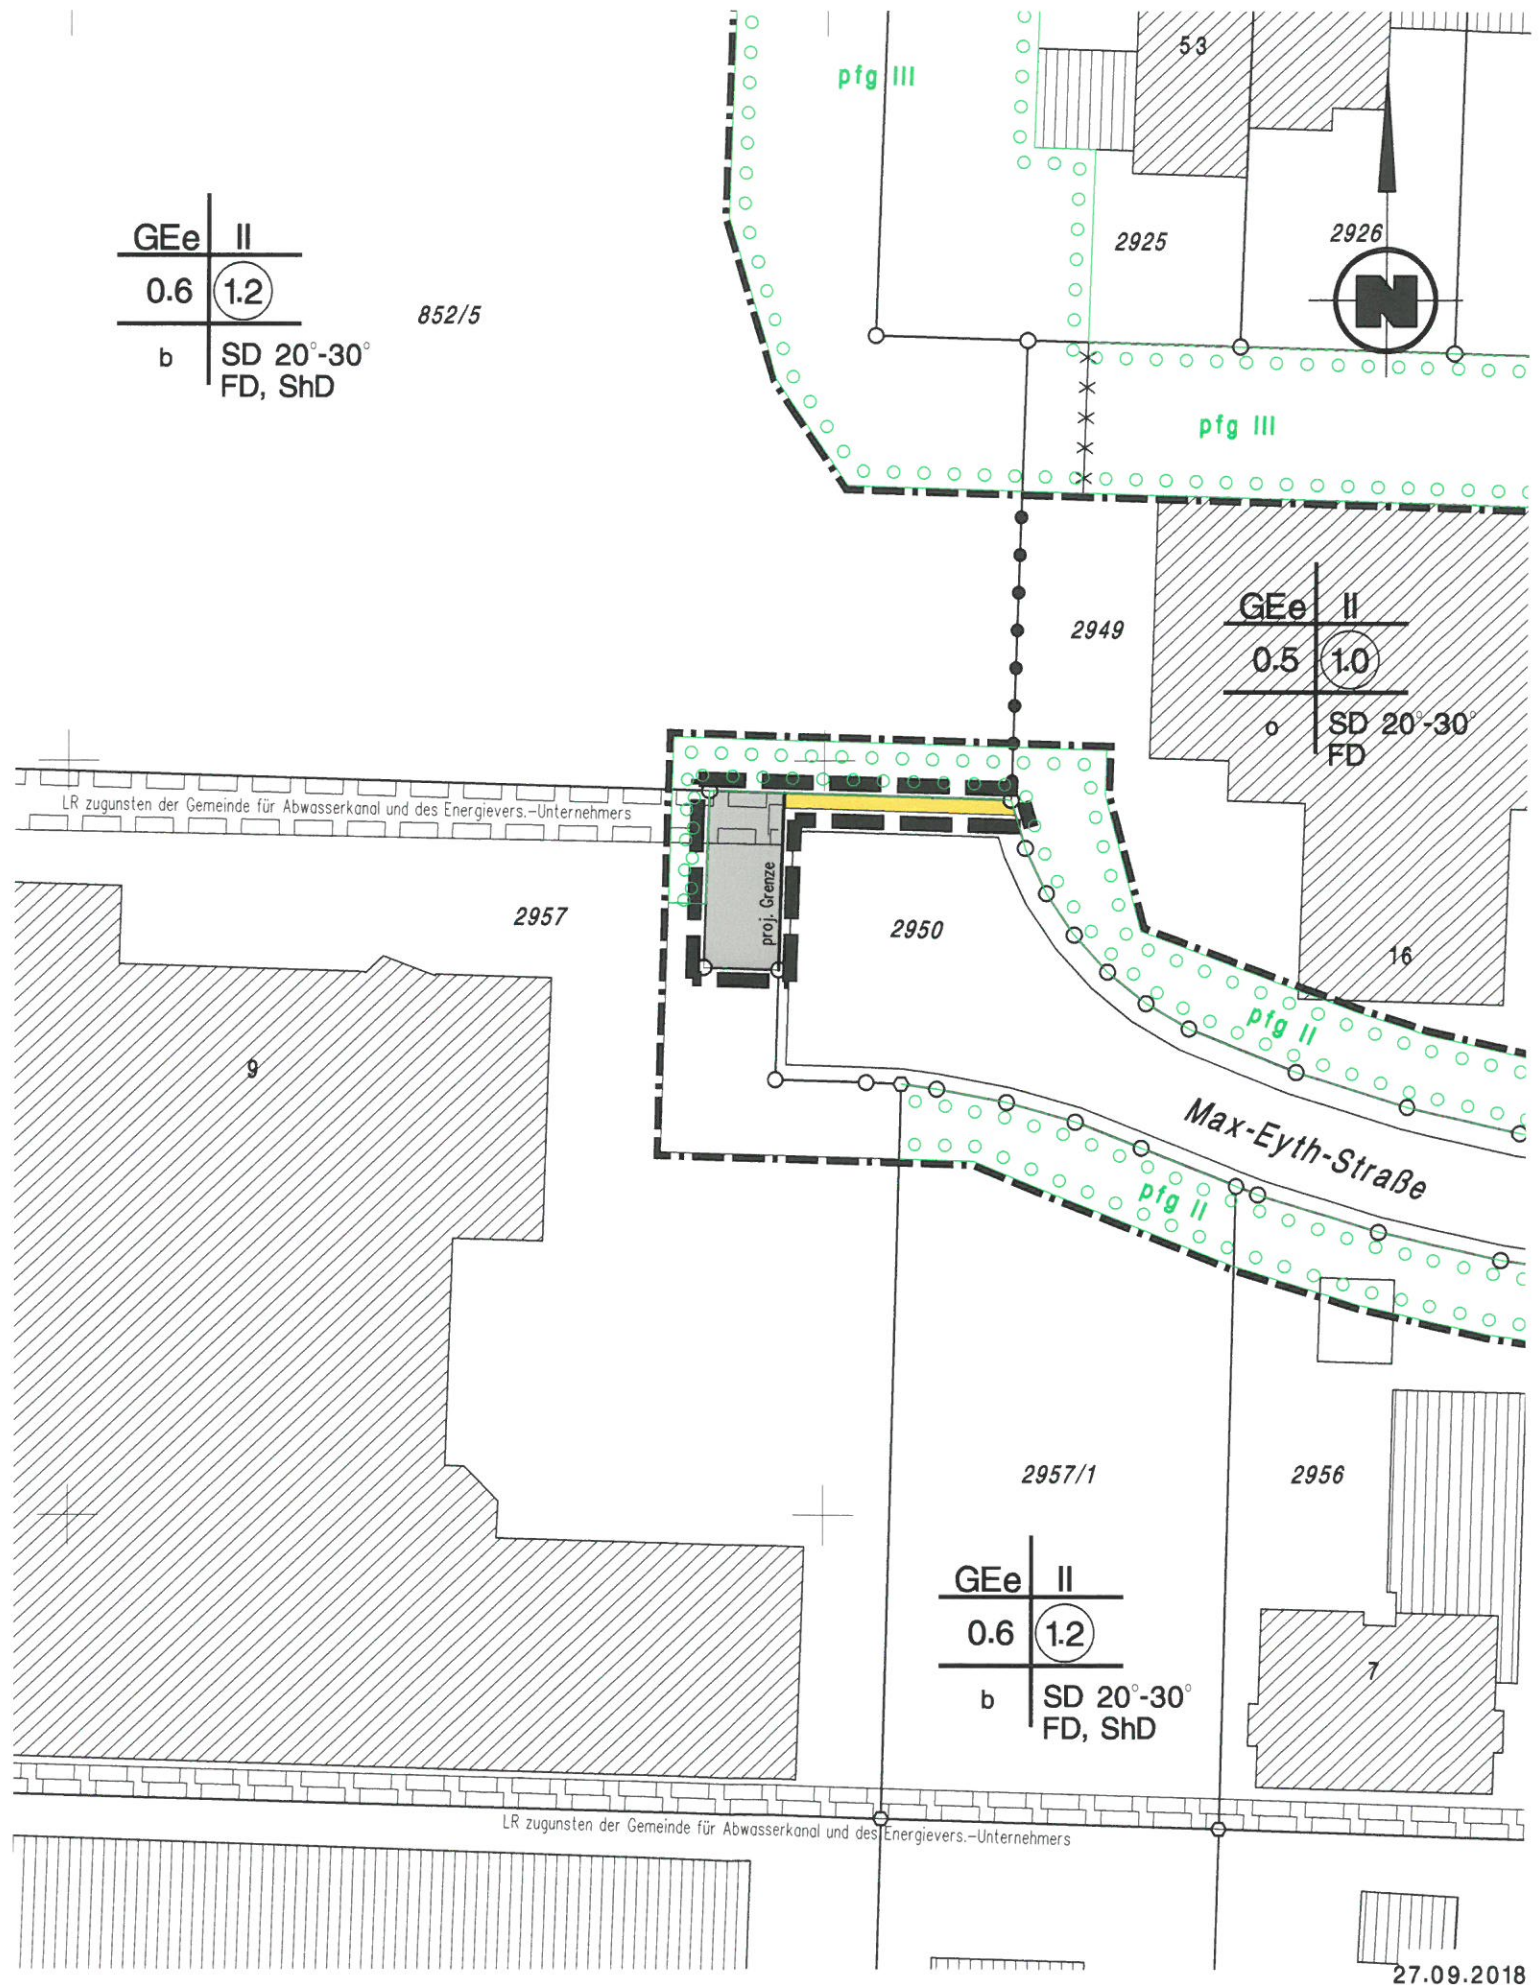 53
pfg III
2925
2926
N
GEe II
0.6 1.2
b SD 20°-30°
FD, ShD
852/5
pfg III
2949
GEe II
0.5 1.0
o SD 20°-30°
FD
LR zugunsten der Gemeinde für Abwasserkanal und des Energievers.-Unternehmers
proj. Grenze
2957
2950
16
pfg II
9
Max-Eyth-Straße
pfg II
2957/1
2956
GEe II
0.6 1.2
b SD 20°-30°
FD, ShD
7
LR zugunsten der Gemeinde für Abwasserkanal und des Energievers.-Unternehmers
27.09.2018